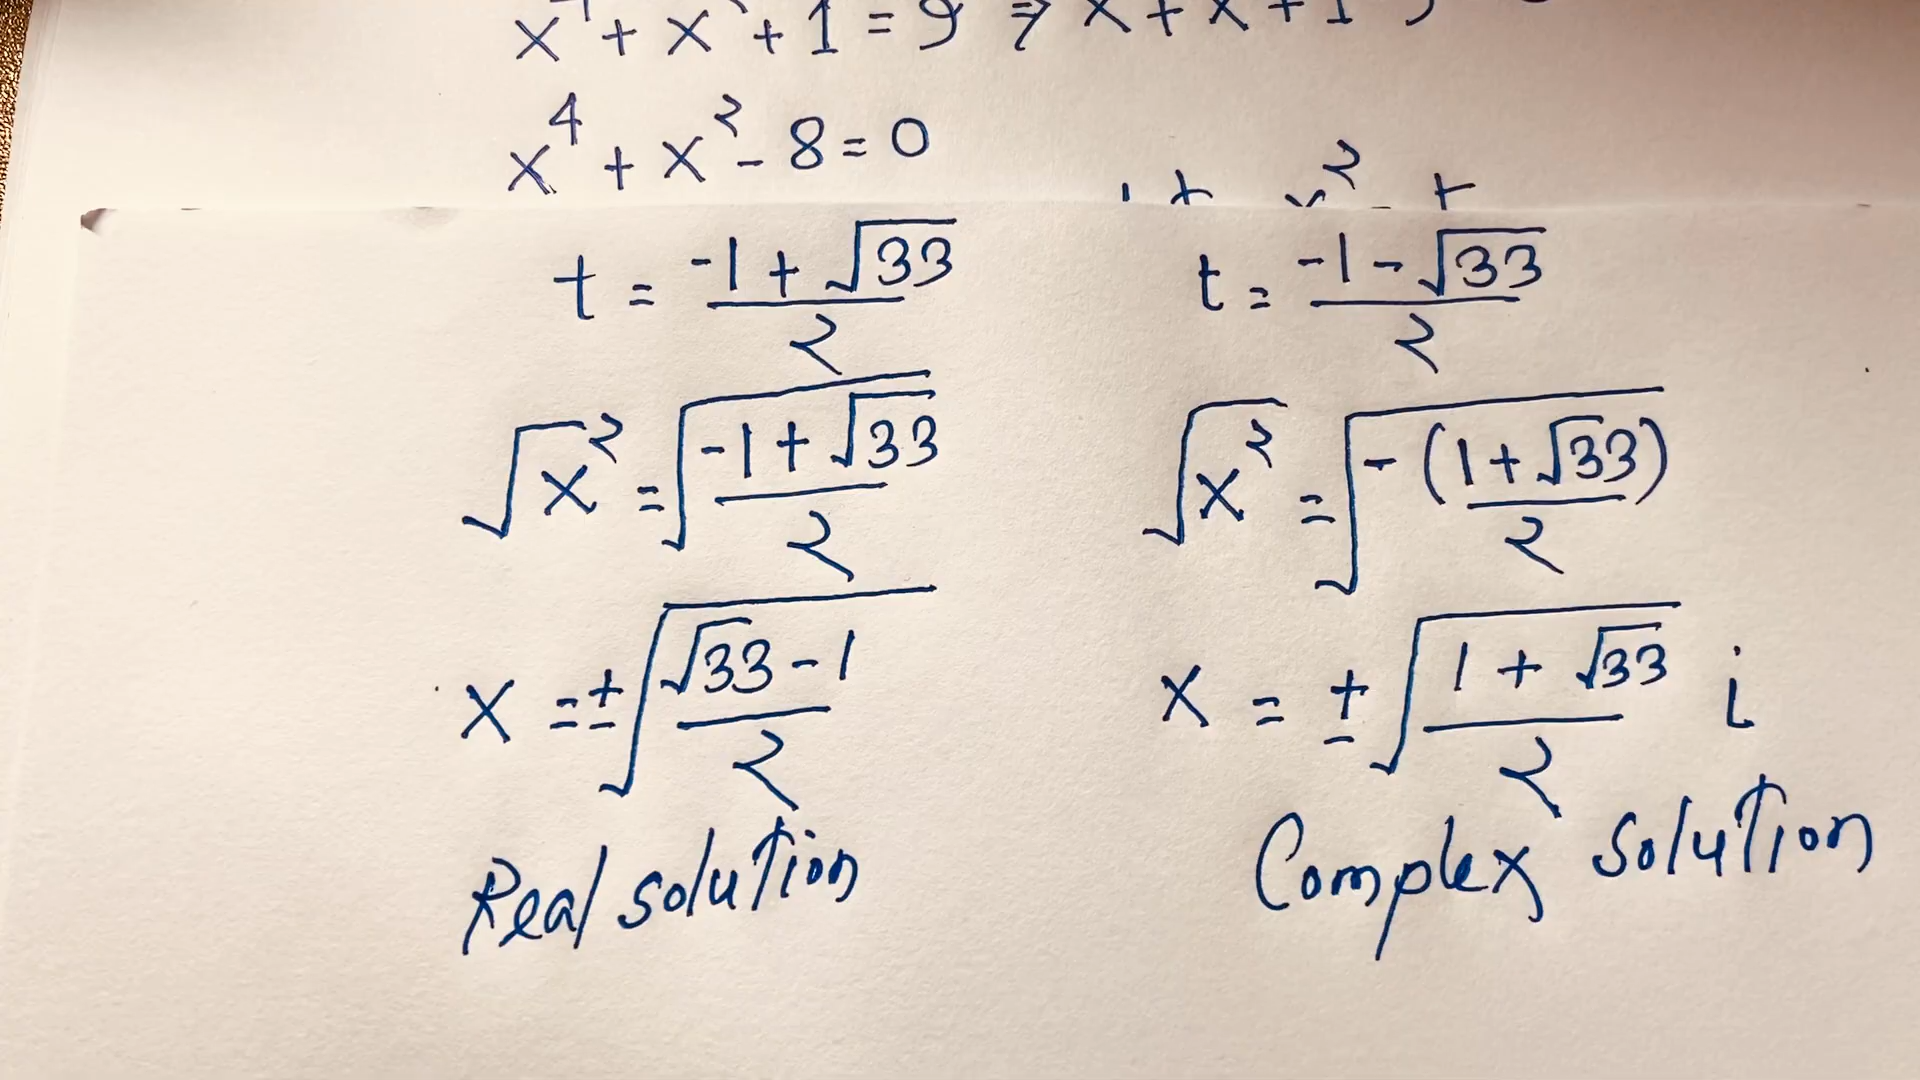 x⁴ + x² + 1 = 9 ⇒ x + x + 1
x⁴ + x² - 8 = 0
t = (-1 + √33)/2
√x² = √((-1 + √33)/2)
x = ±√((√33 - 1)/2)
Real solution
t = (-1 - √33)/2
√x² = √(-(1 + √33)/2)
x = ±√((1 + √33)/2) i
Complex solution